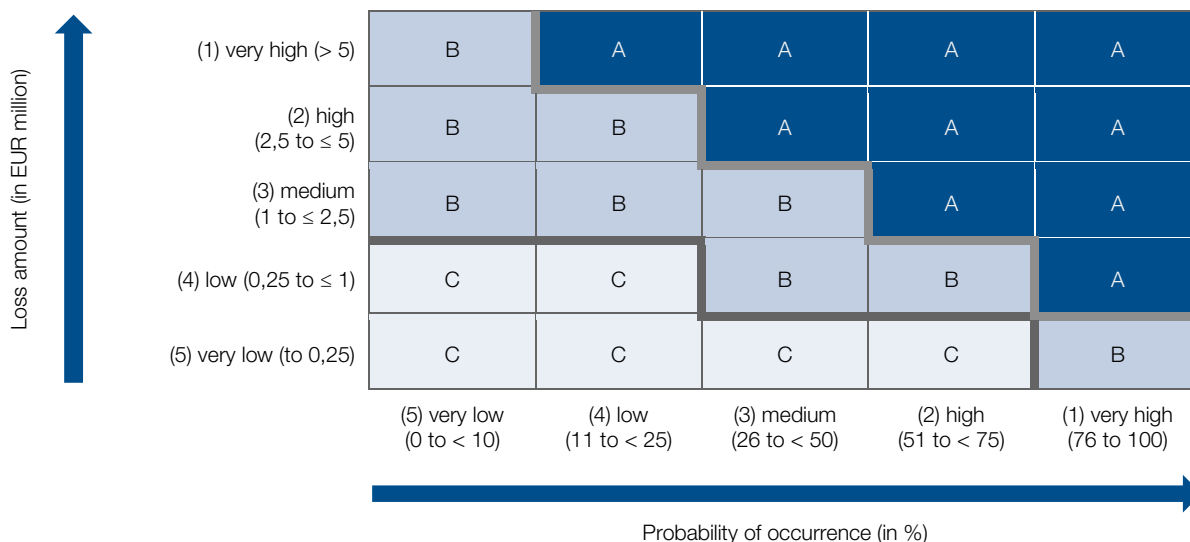 Loss amount (in EUR million)
(1) very high (> 5)
B
A
A
A
A
(2) high
(2,5 to ≤ 5)
B
B
A
A
A
(3) medium
(1 to ≤ 2,5)
B
B
B
A
A
(4) low (0,25 to ≤ 1)
C
C
B
B
A
(5) very low (to 0,25)
C
C
C
C
B
(5) very low
(0 to < 10)
(4) low
(11 to < 25)
(3) medium
(26 to < 50)
(2) high
(51 to < 75)
(1) very high
(76 to 100)
Probability of occurrence (in %)